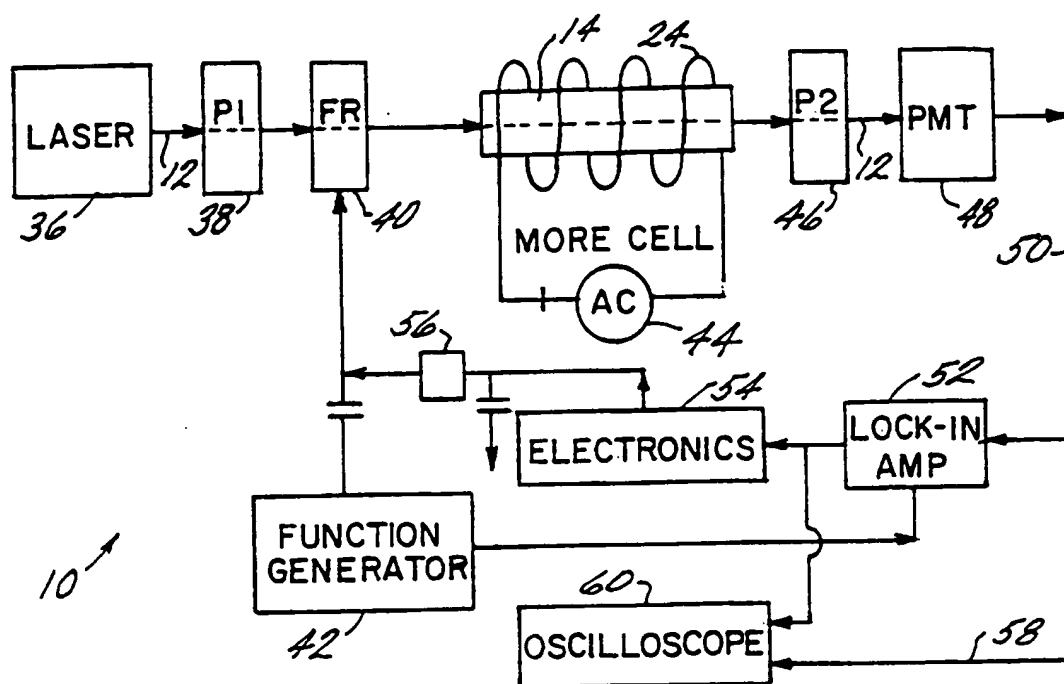 14
24
LASER
P1
FR
P2
PMT
12
12
36
38
40
46
48
MORE CELL
50
AC
44
56
54
52
ELECTRONICS
LOCK-IN
AMP
FUNCTION
GENERATOR
10
42
60
OSCILLOSCOPE
58